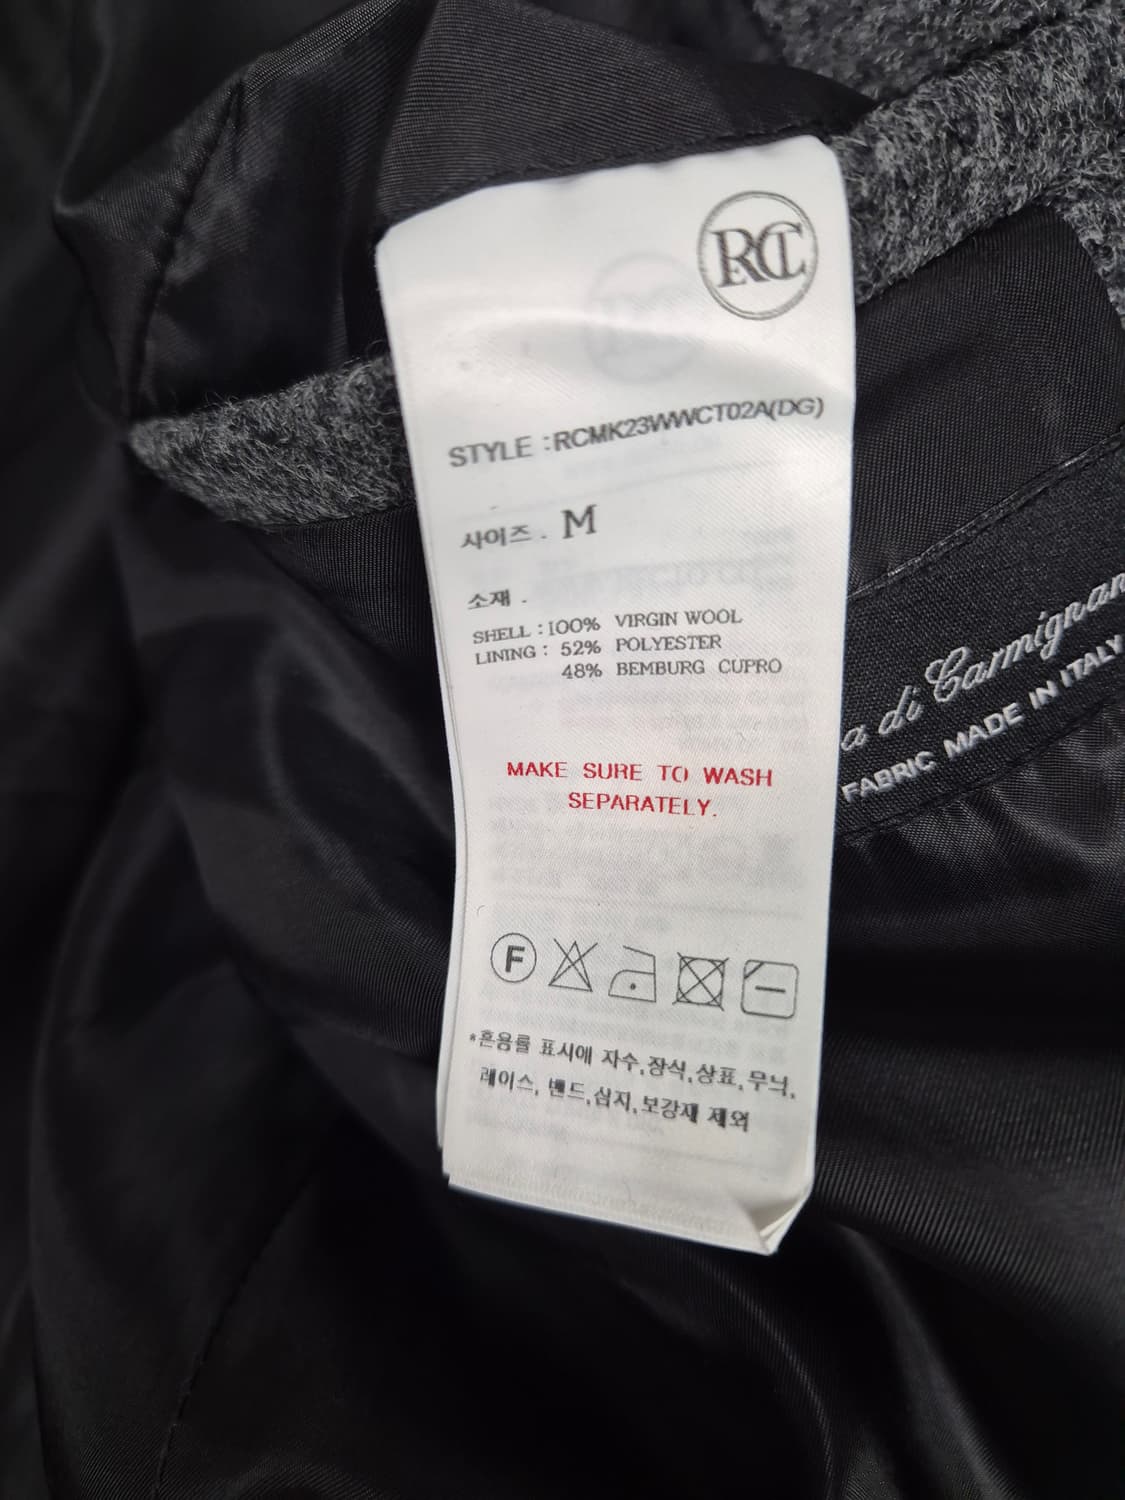 RCT
STYLE : RCMK23WWCT02A(DG)
사이즈 . M
소재 .
SHELL : 100% VIRGIN WOOL
LINING : 52% POLYESTER
48% BEMBURG CUPRO
MAKE SURE TO WASH
SEPARATELY.
F
*혼용률 표시에 자수,장식,상표,무늬,
레이스, 밴드,심지,보강재 제외
a di Carmignan
FABRIC MADE IN ITALY